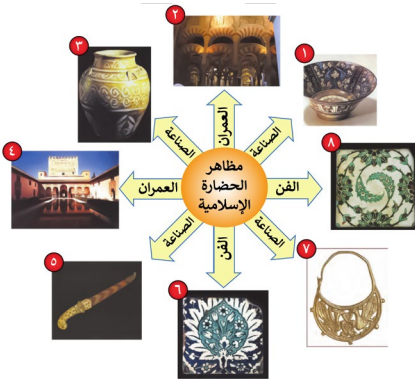 ٢
العمران
١
الصناعة
٨
الفن
٧
الصناعة
٦
الفن
٥
الصناعة
٤
العمران
٣
الصناعة
مظاهر
الحضارة
الإسلامية